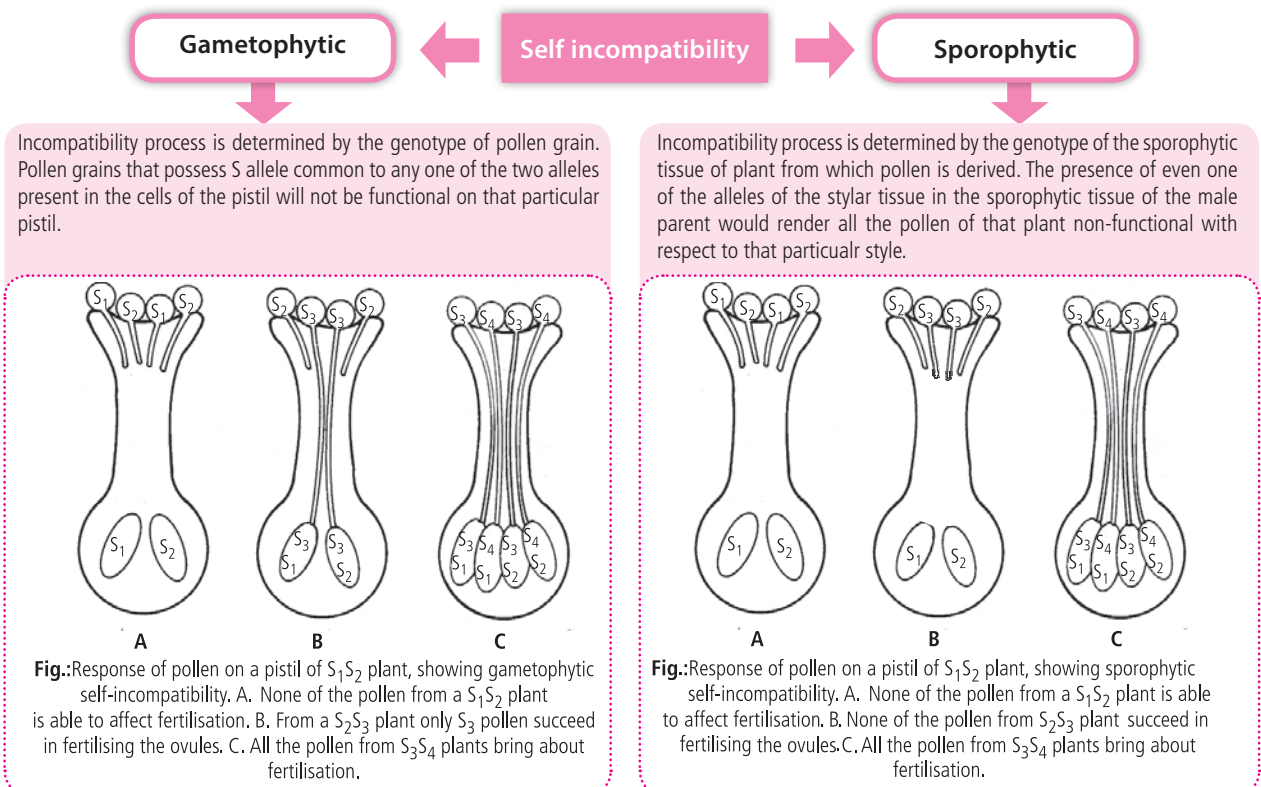 Gametophytic
Self incompatibility
Sporophytic
Incompatibility process is determined by the genotype of pollen grain.
Pollen grains that possess S allele common to any one of the two alleles
present in the cells of the pistil will not be functional on that particular
pistil.
S₁ S₂ S₁ S₂
S₂ S₃ S₃ S₂
S₃ S₄ S₃ S₄
S₁ S₂
S₃ S₃
S₁ S₂
S₃ S₄ S₃ S₄
S₁ S₁ S₂ S₂
A B C
Fig.:Response of pollen on a pistil of S₁S₂ plant, showing gametophytic
self-incompatibility. A. None of the pollen from a S₁S₂ plant
is able to affect fertilisation. B. From a S₂S₃ plant only S₃ pollen succeed
in fertilising the ovules. C. All the pollen from S₃S₄ plants bring about
fertilisation.
Incompatibility process is determined by the genotype of the sporophytic
tissue of plant from which pollen is derived. The presence of even one
of the alleles of the stylar tissue in the sporophytic tissue of the male
parent would render all the pollen of that plant non-functional with
respect to that particualr style.
S₁ S₂ S₁ S₂
S₂ S₃ S₃ S₂
S₃ S₄ S₃ S₄
S₁ S₂
S₁ S₂
S₃ S₄ S₃ S₄
S₁ S₁ S₂ S₂
A B C
Fig.:Response of pollen on a pistil of S₁S₂ plant, showing sporophytic
self-incompatibility. A. None of the pollen from a S₁S₂ plant is able
to affect fertilisation. B. None of the pollen from S₂S₃ plant succeed in
fertilising the ovules. C. All the pollen from S₃S₄ plants bring about
fertilisation.